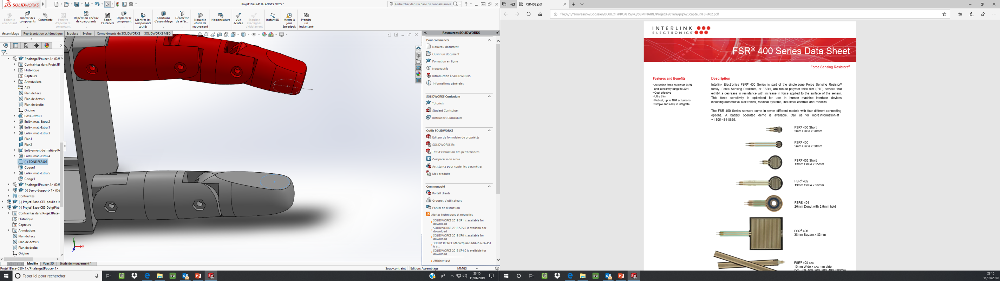 SOLIDWORKS
Projet1Base-PHALANGES FIXES *
Rechercher dans la Base de connaissances
Editer le composant
Insérer des composants
Contrainte
Fenêtre d'aperçu du composant
Répétition linéaire de composants
Smart Fasteners
Déplacer le composant
Montrer les composants cachés
Fonctions d'assemblage
Géométrie de référ...
Nouvelle étude de mouvement
Nomenclature
Vue éclatée
Esquisse avec lignes d'éclatement
Instant3D
Mettre à jour Speedpak
Prendre un instantané
Assemblage
Représentation schématique
Esquisse
Evaluer
Compléments de SOLIDWORKS
SOLIDWORKS MBD
Phalange2Pouce<1> (Déf
Contraintes dans Projet1B
Historique
Capteurs
Annotations
ABS
Plan de face
Plan de dessus
Plan de droite
Origine
Boss.-Extru.1
Enlèv. mat.-Extru.2
Enlèv. mat.-Extru.1
Enlèv. mat.-Extru.3
Plan1
Plan2
Enlèvement de matière-R
Enlèv. mat.-Extru.4
(-) ZONE FSR402
Coque1
Enlèv. mat.-Extru.5
Congé1
Phalange1Pouce<1> (Déf
(-) Servo-Support<1> (Dé
Contraintes
(-) Projet1Base-CE1-poulie<1
(-) Projet1Base-CE2-DoigtFixé
Contraintes dans Projet1Base-
Historique
Capteurs
Annotations
Plan de face
Plan de dessus
Plan de droite
Origine
Y
X
Z
Modèle
Vues 3D
Etude de mouvement 1
Projet1Base-CE0<1>/Phalange2Pouce<1>
Sous-contraint
Edition: Assemblage
MMGS
Ressources SOLIDWORKS
Pour commencer
Nouveau document
Ouvrir un document
Formation en ligne
Nouveautés
Introduction à SOLIDWORKS
Informations générales
SOLIDWORKS Curriculum
Tutoriels
Student Curriculum
Instructors Curriculum
Outils SOLIDWORKS
Editeur de formulaire de propriétés
SOLIDWORKS Rx
Test d'évaluation des performances
Comparer mon score
Assistance pour copier les paramètres
Mes produits
Communauté
Portail clients
Groupes d'utilisateurs
Forum de discussion
Alertes techniques et nouvelles
SOLIDWORKS 2019 SP1 is available for
download
SOLIDWORKS 2018 SP5.0 is available for
download
SOLIDWORKS 2019 SP0 is available for
download
3DEXPERIENCE Marketplace add-in 6.26.451
is a...
SOLIDWORKS 2018 SP4.0 is available for
download
Afficher tout
Taper ici pour rechercher
23:15
11/01/2019
FSR402.pdf
file:///I:/Nouveau%20dossier/BOULOT/PROJETS/PG/SEMINAIRE/Projet%201ère/pg%20capteur/FSR402.pdf
INTERLINK
ELECTRONICS
FSR® 400 Series Data Sheet
Force Sensing Resistors®
Features and Benefits
• Actuation force as low as 0.2N
and sensitivity range to 20N
• Cost effective
• Ultra thin
• Robust; up to 10M actuations
• Simple and easy to integrate
Description
Interlink Electronics FSR® 400 Series is part of the single zone Force Sensing Resistor®
family. Force Sensing Resistors, or FSR's, are robust polymer thick film (PTF) devices that
exhibit a decrease in resistance with increase in force applied to the surface of the sensor.
This force sensitivity is optimized for use in human machine interface devices
including automotive electronics, medical systems, industrial controls and robotics.
The FSR 400 Series sensors come in seven different models with four different connecting
options. A battery operated demo is available. Call us for more information at
+1 805-484-8855.
FSR® 400 Short
5mm Circle x 20mm
FSR® 400
5mm Circle x 38mm
FSR® 402 Short
13mm Circle x 25mm
FSR® 402
13mm Circle x 56mm
FSR® 404
20mm Donut with 5.5mm hold
FSR® 406
38mm Square x 83mm
FSR® 408-xxx
10mm Wide x xxx mm strip
xxx = 50, 100, 200, 300, 400, 500mm
23:15
11/01/2019